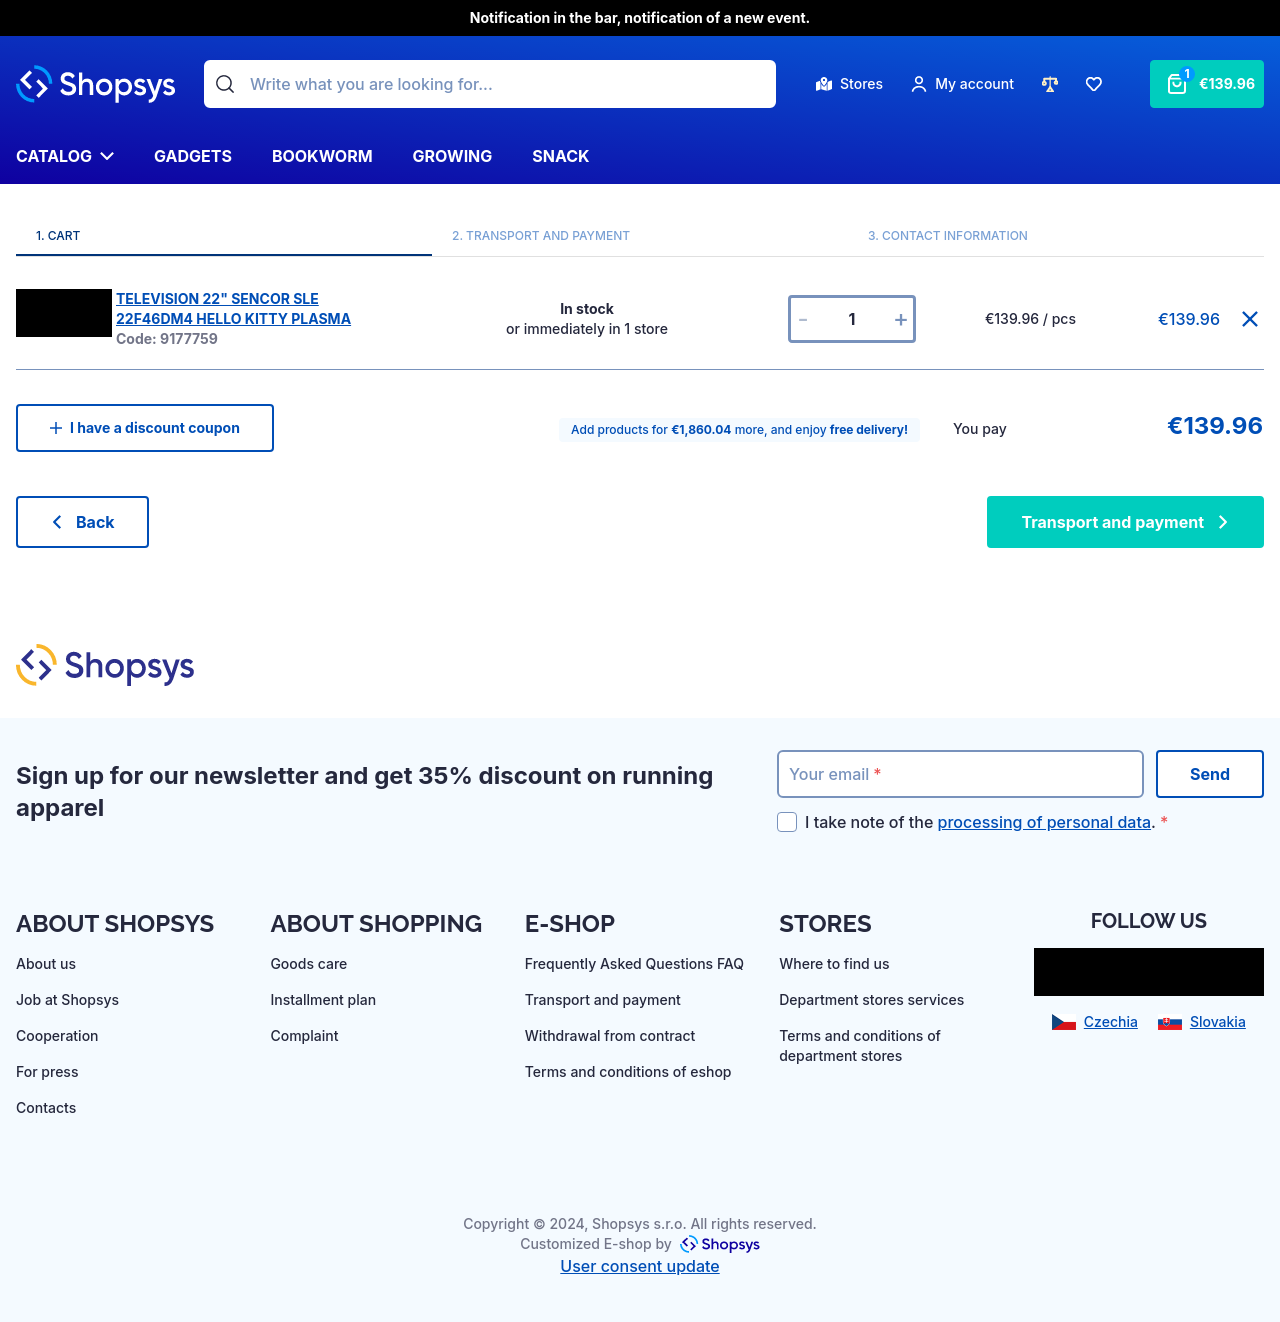 Notification in the bar, notification of a new event.
Shopsys
Write what you are looking for...
Stores
My account
1
€139.96
CATALOG
GADGETS
BOOKWORM
GROWING
SNACK
1. CART
2. TRANSPORT AND PAYMENT
3. CONTACT INFORMATION
TELEVISION 22" SENCOR SLE
22F46DM4 HELLO KITTY PLASMA
Code: 9177759
In stock
or immediately in 1 store
- 1 +
€139.96 / pcs
€139.96
I have a discount coupon
Add products for €1,860.04 more, and enjoy free delivery!
You pay
€139.96
Back
Transport and payment
Shopsys
Sign up for our newsletter and get 35% discount on running
apparel
Your email *
Send
I take note of the processing of personal data. *
ABOUT SHOPSYS
About us
Job at Shopsys
Cooperation
For press
Contacts
ABOUT SHOPPING
Goods care
Installment plan
Complaint
E-SHOP
Frequently Asked Questions FAQ
Transport and payment
Withdrawal from contract
Terms and conditions of eshop
STORES
Where to find us
Department stores services
Terms and conditions of
department stores
FOLLOW US
Czechia
Slovakia
Copyright © 2024, Shopsys s.r.o. All rights reserved.
Customized E-shop by Shopsys
User consent update